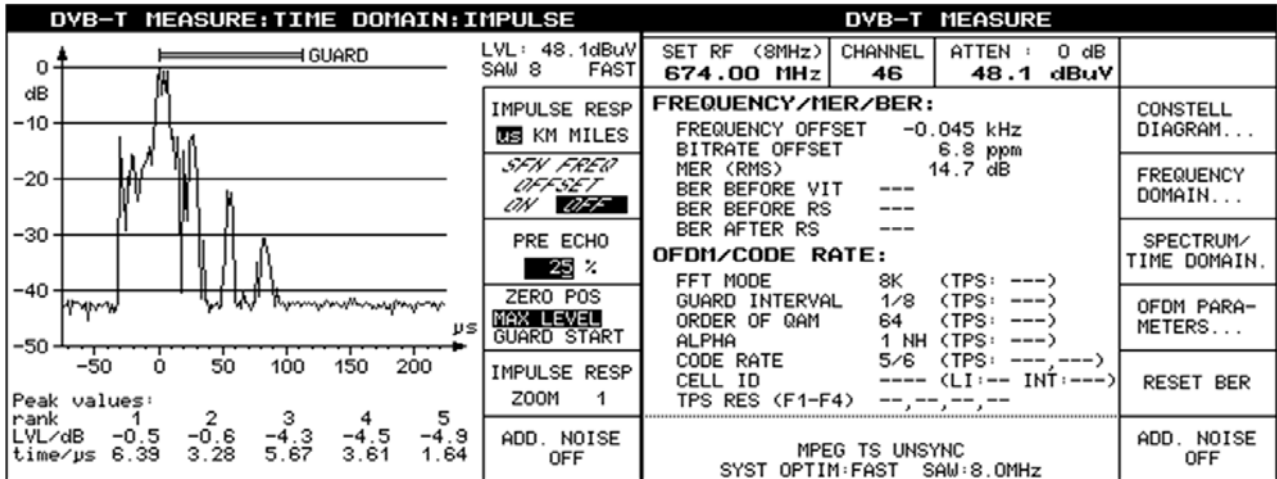 DVB-T MEASURE:TIME DOMAIN:IMPULSE
GUARD
LVL: 48.1dBuV
SAW 8 FAST
0
dB
-10
-20
-30
-40
-50
-50 0 50 100 150 200
µs
Peak values:
rank 1 2 3 4 5
LVL/dB -0.5 -0.6 -4.3 -4.5 -4.9
time/µs 6.39 3.28 5.67 3.61 1.64
IMPULSE RESP
us KM MILES
SFN FREQ
OFFSET
ON OFF
PRE ECHO
25 %
ZERO POS
MAX LEVEL
GUARD START
IMPULSE RESP
ZOOM 1
ADD. NOISE
OFF
DVB-T MEASURE
SET RF (8MHz) CHANNEL ATTEN : 0 dB
674.00 MHz 46 48.1 dBuV
FREQUENCY/MER/BER:
FREQUENCY OFFSET -0.045 kHz
BITRATE OFFSET 6.8 ppm
MER (RMS) 14.7 dB
BER BEFORE VIT ---
BER BEFORE RS ---
BER AFTER RS ---
OFDM/CODE RATE:
FFT MODE 8K (TPS: ---)
GUARD INTERVAL 1/8 (TPS: ---)
ORDER OF QAM 64 (TPS: ---)
ALPHA 1 NH (TPS: ---)
CODE RATE 5/6 (TPS: ---,---)
CELL ID ---- (LI:-- INT:---)
TPS RES (F1-F4) --,--,--,--
MPEG TS UNSYNC
SYST OPTIM:FAST SAW:8.0MHz
CONSTELL
DIAGRAM...
FREQUENCY
DOMAIN...
SPECTRUM/
TIME DOMAIN.
OFDM PARA-
METERS...
RESET BER
ADD. NOISE
OFF